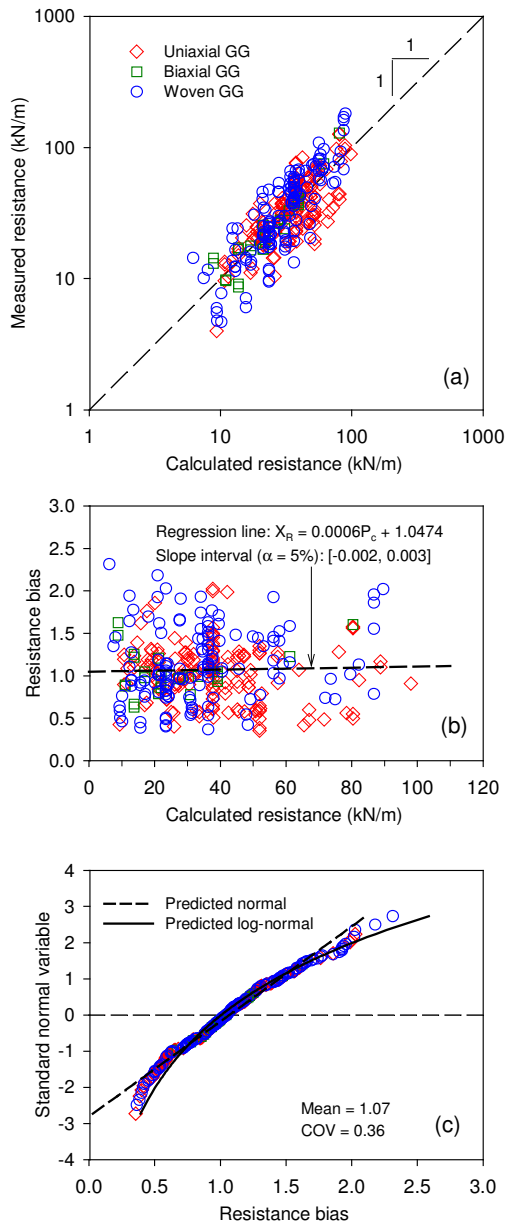 1000
100
10
1
Measured resistance (kN/m)
Uniaxial GG
Biaxial GG
Woven GG
1
1
(a)
1 10 100 1000
Calculated resistance (kN/m)
3.0
2.5
2.0
1.5
1.0
0.5
0.0
Resistance bias
Regression line: X_R = 0.0006P_c + 1.0474
Slope interval (α = 5%): [-0.002, 0.003]
(b)
0 20 40 60 80 100 120
Calculated resistance (kN/m)
4
3
2
1
0
-1
-2
-3
-4
Standard normal variable
Predicted normal
Predicted log-normal
Mean = 1.07
COV = 0.36
(c)
0.0 0.5 1.0 1.5 2.0 2.5 3.0
Resistance bias